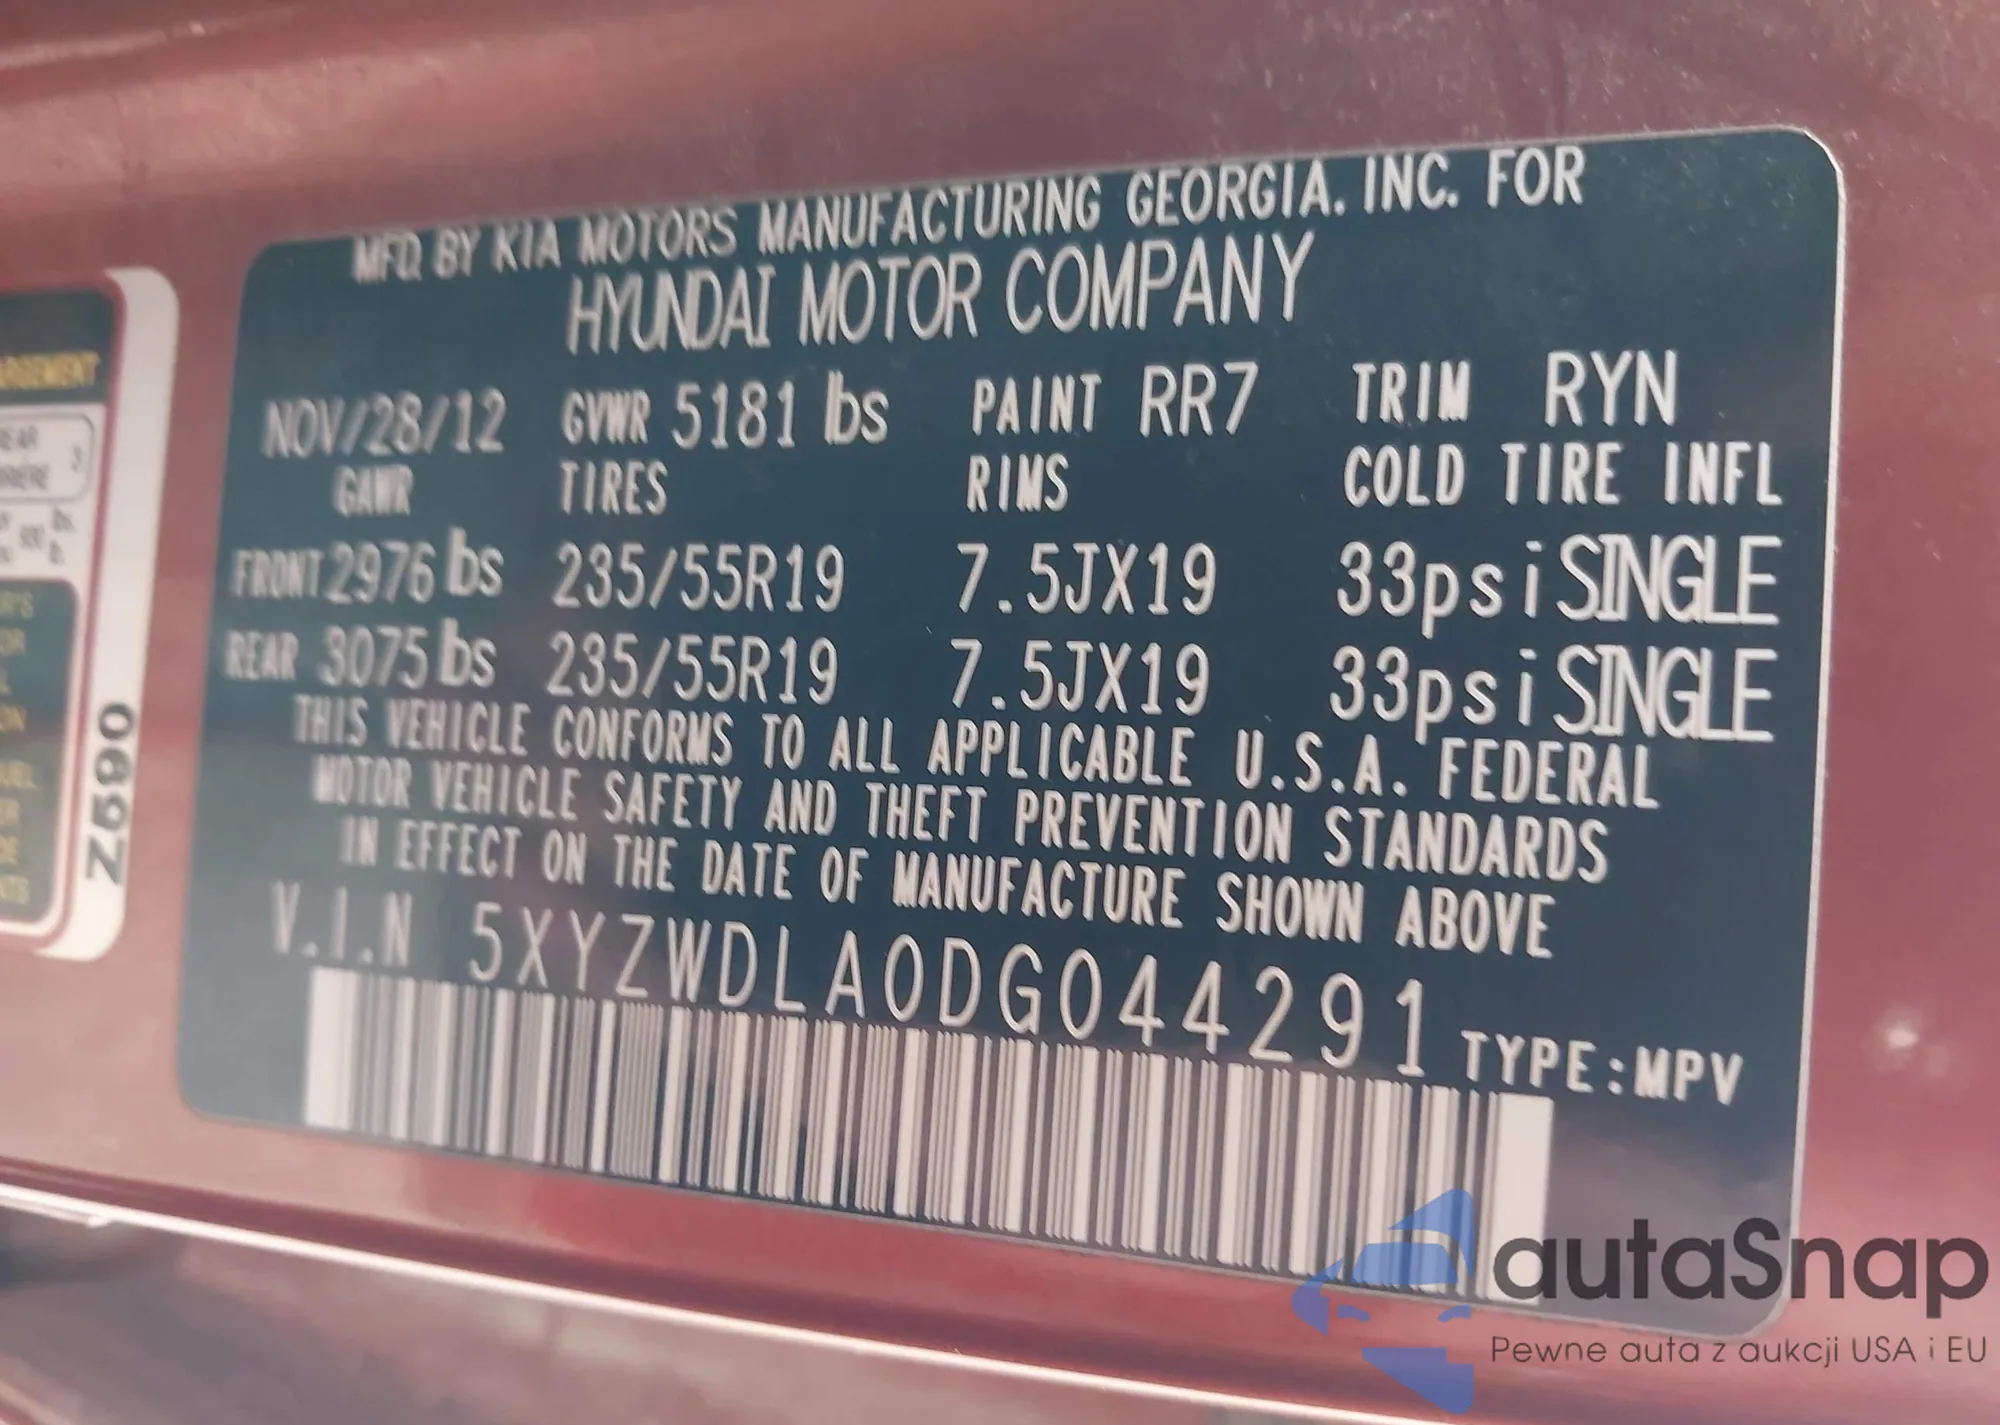 MFD BY KIA MOTORS MANUFACTURING GEORGIA. INC. FOR
HYUNDAI MOTOR COMPANY
NOV/28/12 GVWR 5181 lbs PAINT RR7 TRIM RYN
GAWR TIRES RIMS COLD TIRE INFL
FRONT 2976 lbs 235/55R19 7.5JX19 33psi SINGLE
REAR 3075 lbs 235/55R19 7.5JX19 33psi SINGLE
THIS VEHICLE CONFORMS TO ALL APPLICABLE U.S.A. FEDERAL
MOTOR VEHICLE SAFETY AND THEFT PREVENTION STANDARDS
IN EFFECT ON THE DATE OF MANUFACTURE SHOWN ABOVE
V.I.N 5XYZWDLA0DG044291 TYPE:MPV
Z690
autaSnap
Pewne auta z aukcji USA i EU